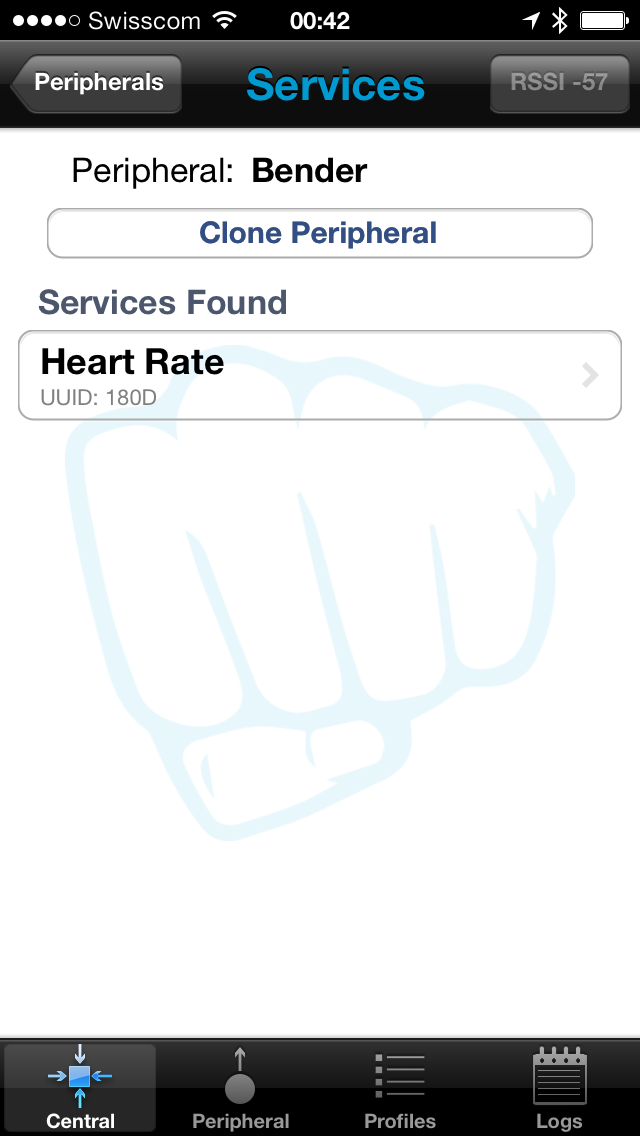 Swisscom 00:42
Peripherals Services RSSI -57
Peripheral: Bender
Clone Peripheral
Services Found
Heart Rate
UUID: 180D
Central Peripheral Profiles Logs